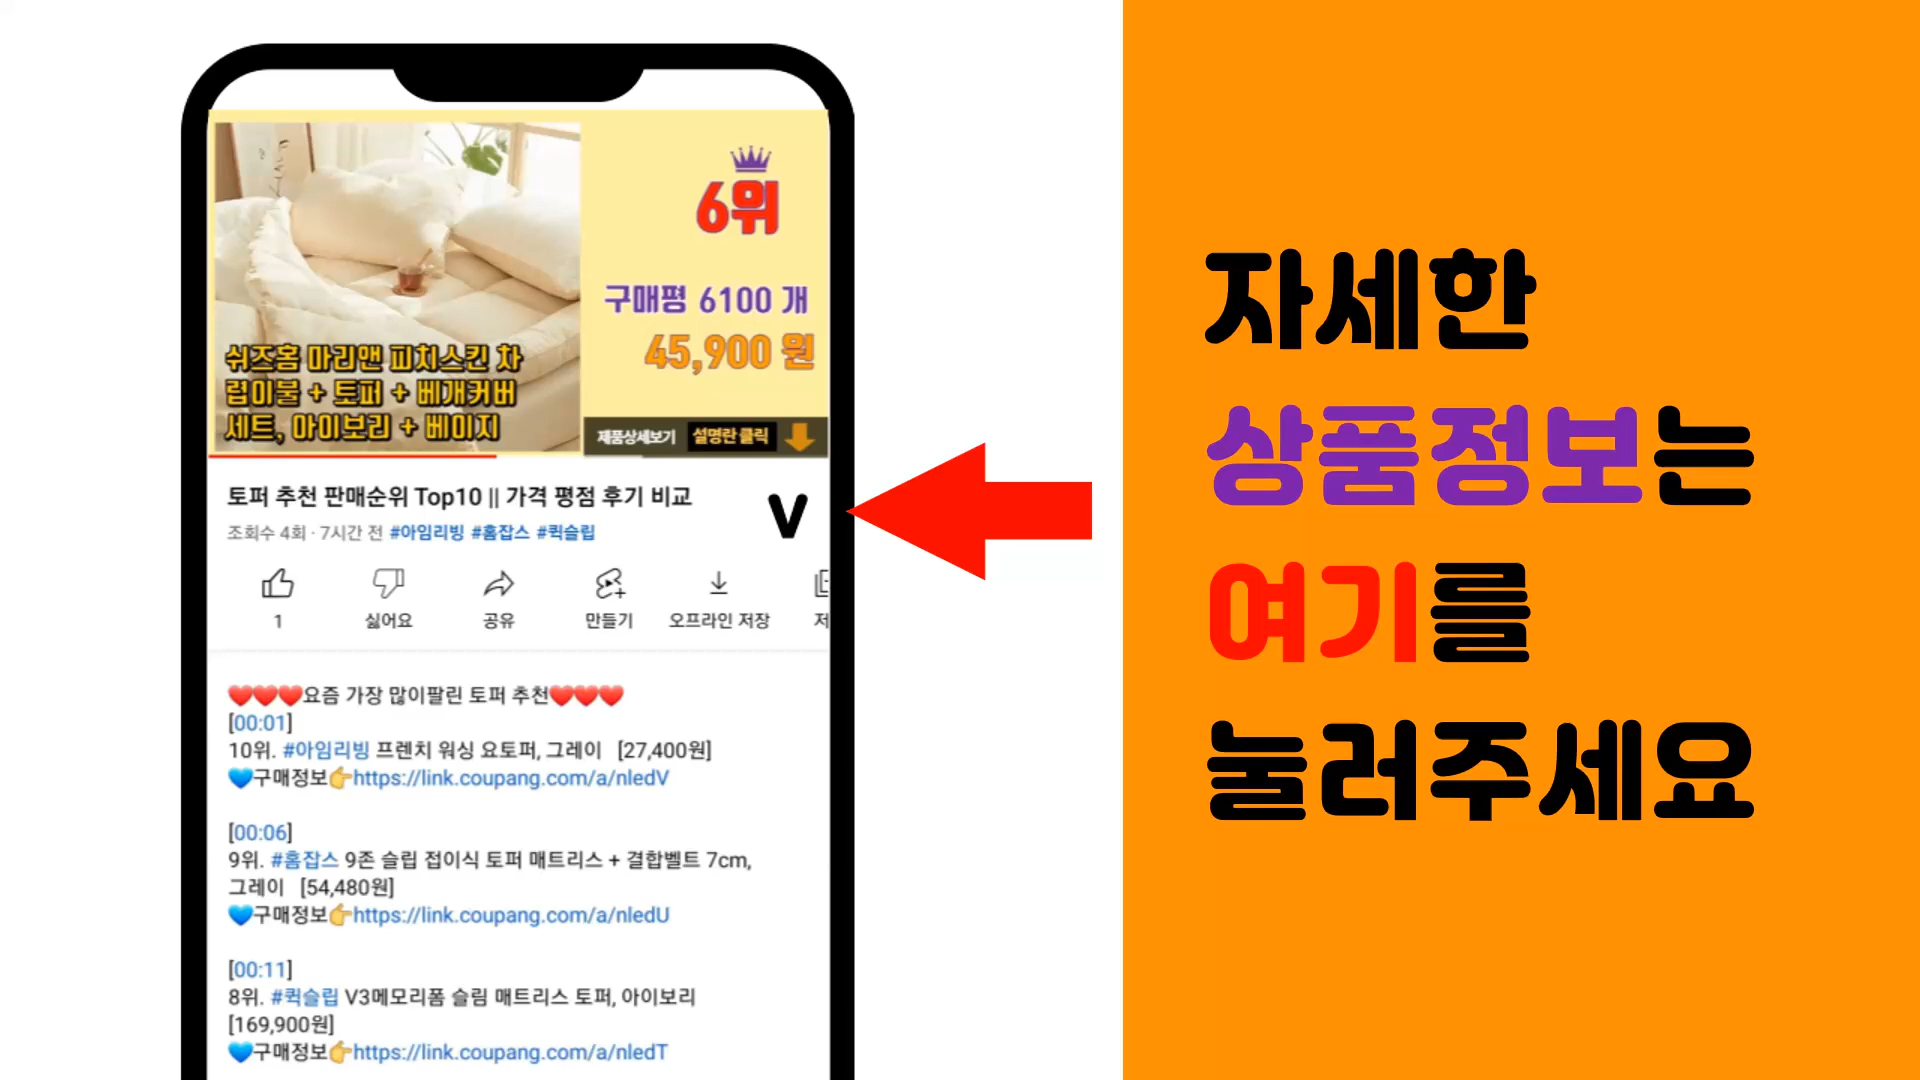 6위
구매평 6100 개
45,900 원
쉬즈홈 마리앤 피치스킨 차
렵이불 + 토퍼 + 베개커버
세트, 아이보리 + 베이지
제품상세보기 설명란 클릭
토퍼 추천 판매순위 Top10 || 가격 평점 후기 비교
V
조회수 4회 · 7시간 전 #아임리빙 #홈잡스 #퀵슬립
1 싫어요 공유 만들기 오프라인 저장 저
❤️❤️❤️요즘 가장 많이팔린 토퍼 추천❤️❤️❤️
[00:01]
10위. #아임리빙 프렌치 워싱 요토퍼, 그레이 [27,400원]
💙구매정보👉https://link.coupang.com/a/nledV
[00:06]
9위. #홈잡스 9존 슬립 접이식 토퍼 매트리스 + 결합벨트 7cm,
그레이 [54,480원]
💙구매정보👉https://link.coupang.com/a/nledU
[00:11]
8위. #퀵슬립 V3메모리폼 슬림 매트리스 토퍼, 아이보리
[169,900원]
💙구매정보👉https://link.coupang.com/a/nledT
자세한
상품정보는
여기를
눌러주세요